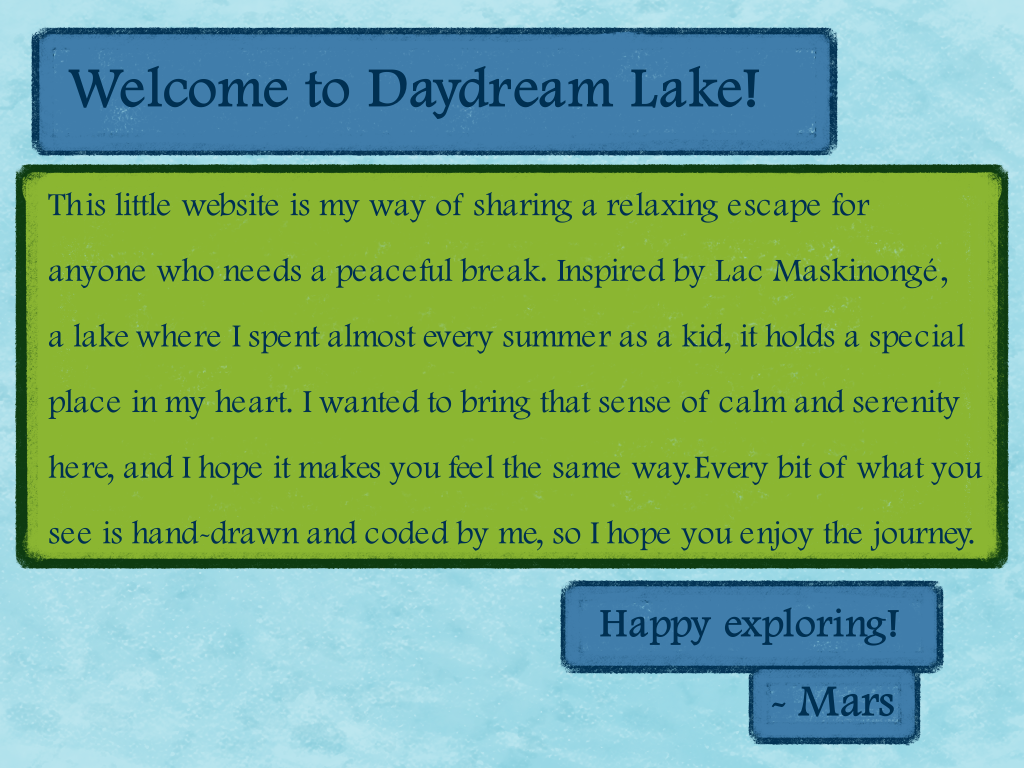 Welcome to Daydream Lake!
This little website is my way of sharing a relaxing escape for
anyone who needs a peaceful break. Inspired by Lac Maskinongé,
a lake where I spent almost every summer as a kid, it holds a special
place in my heart. I wanted to bring that sense of calm and serenity
here, and I hope it makes you feel the same way.Every bit of what you
see is hand-drawn and coded by me, so I hope you enjoy the journey.
Happy exploring!
~ Mars